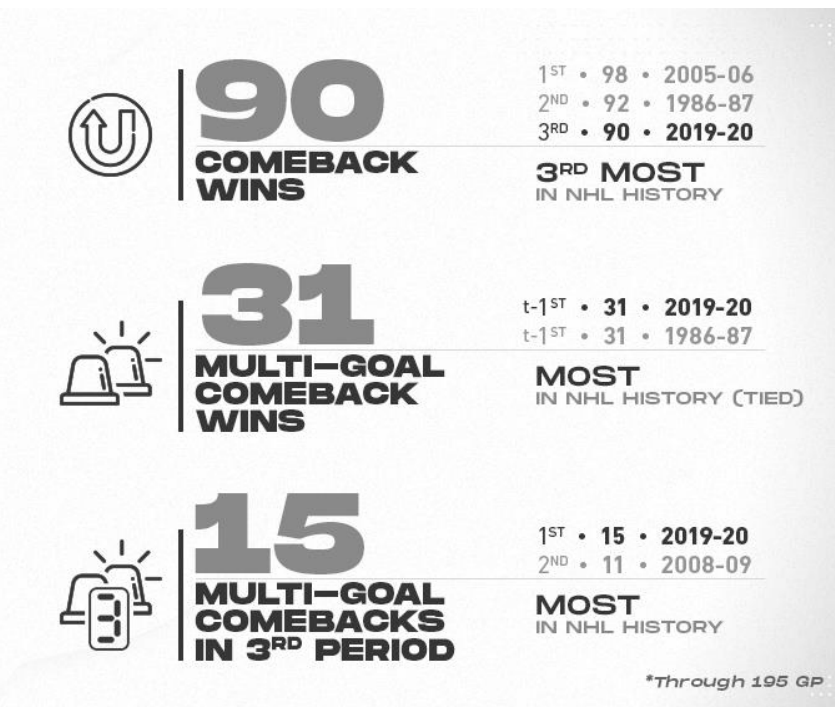 90
COMEBACK
WINS
1ST • 98 • 2005-06
2ND • 92 • 1986-87
3RD • 90 • 2019-20
3RD MOST
IN NHL HISTORY
31
MULTI-GOAL
COMEBACK
WINS
t-1ST • 31 • 2019-20
t-1ST • 31 • 1986-87
MOST
IN NHL HISTORY (TIED)
3
15
MULTI-GOAL
COMEBACKS
IN 3RD PERIOD
1ST • 15 • 2019-20
2ND • 11 • 2008-09
MOST
IN NHL HISTORY
*Through 195 GP